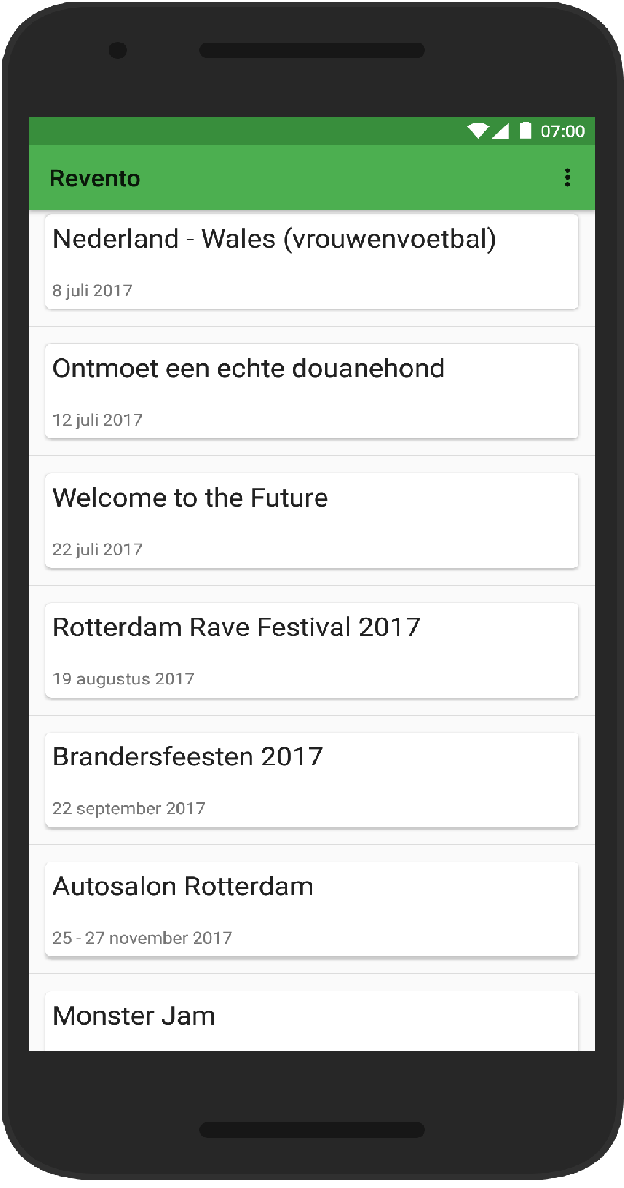 07:00
Revento
Nederland - Wales (vrouwenvoetbal)
8 juli 2017
Ontmoet een echte douanehond
12 juli 2017
Welcome to the Future
22 juli 2017
Rotterdam Rave Festival 2017
19 augustus 2017
Brandersfeesten 2017
22 september 2017
Autosalon Rotterdam
25 - 27 november 2017
Monster Jam